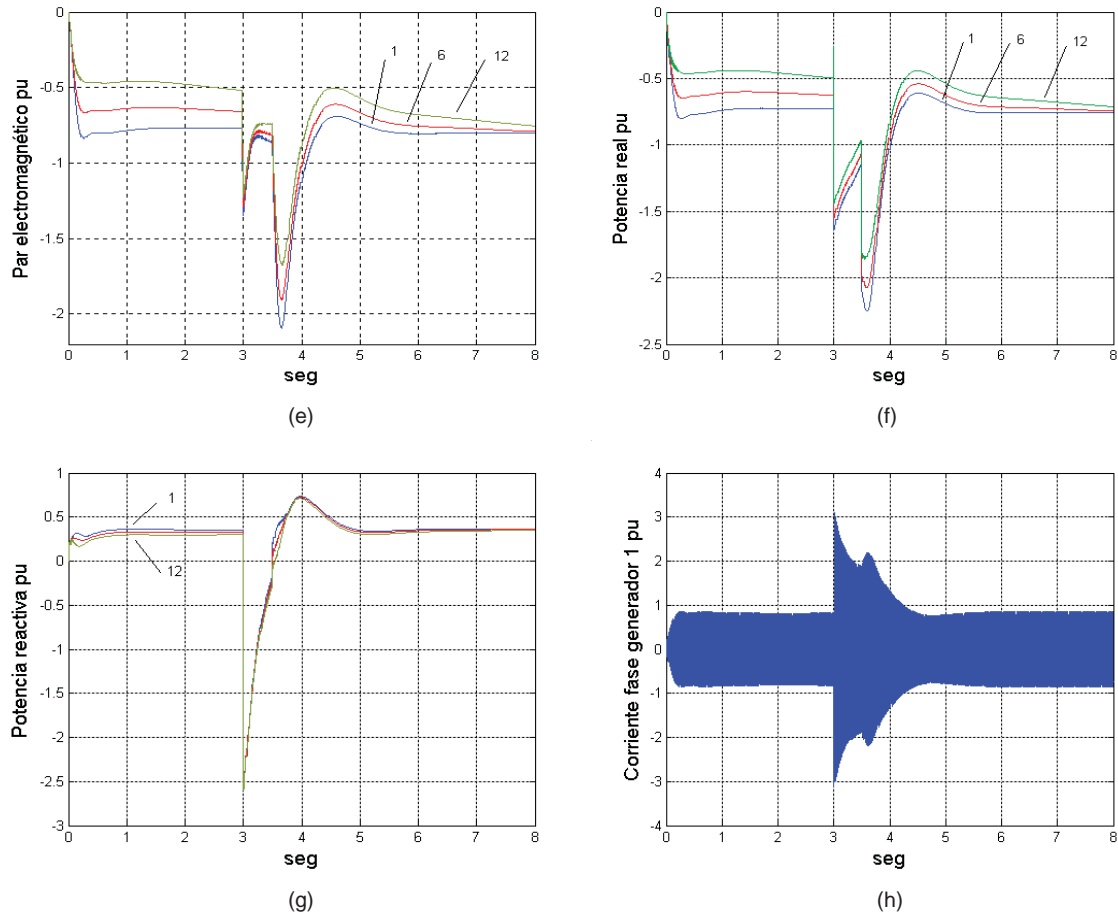 Par electromagnético pu
0
-0.5
-1
-1.5
-2
0 1 2 3 4 5 6 7 8
1 6 12
seg
(e)
Potencia real pu
0
-0.5
-1
-1.5
-2
-2.5
0 1 2 3 4 5 6 7 8
1 6 12
seg
(f)
Potencia reactiva pu
1
0.5
0
-0.5
-1
-1.5
-2
-2.5
-3
0 1 2 3 4 5 6 7 8
1
12
seg
(g)
Corriente fase generador 1 pu
4
3
2
1
0
-1
-2
-3
-4
0 1 2 3 4 5 6 7 8
seg
(h)